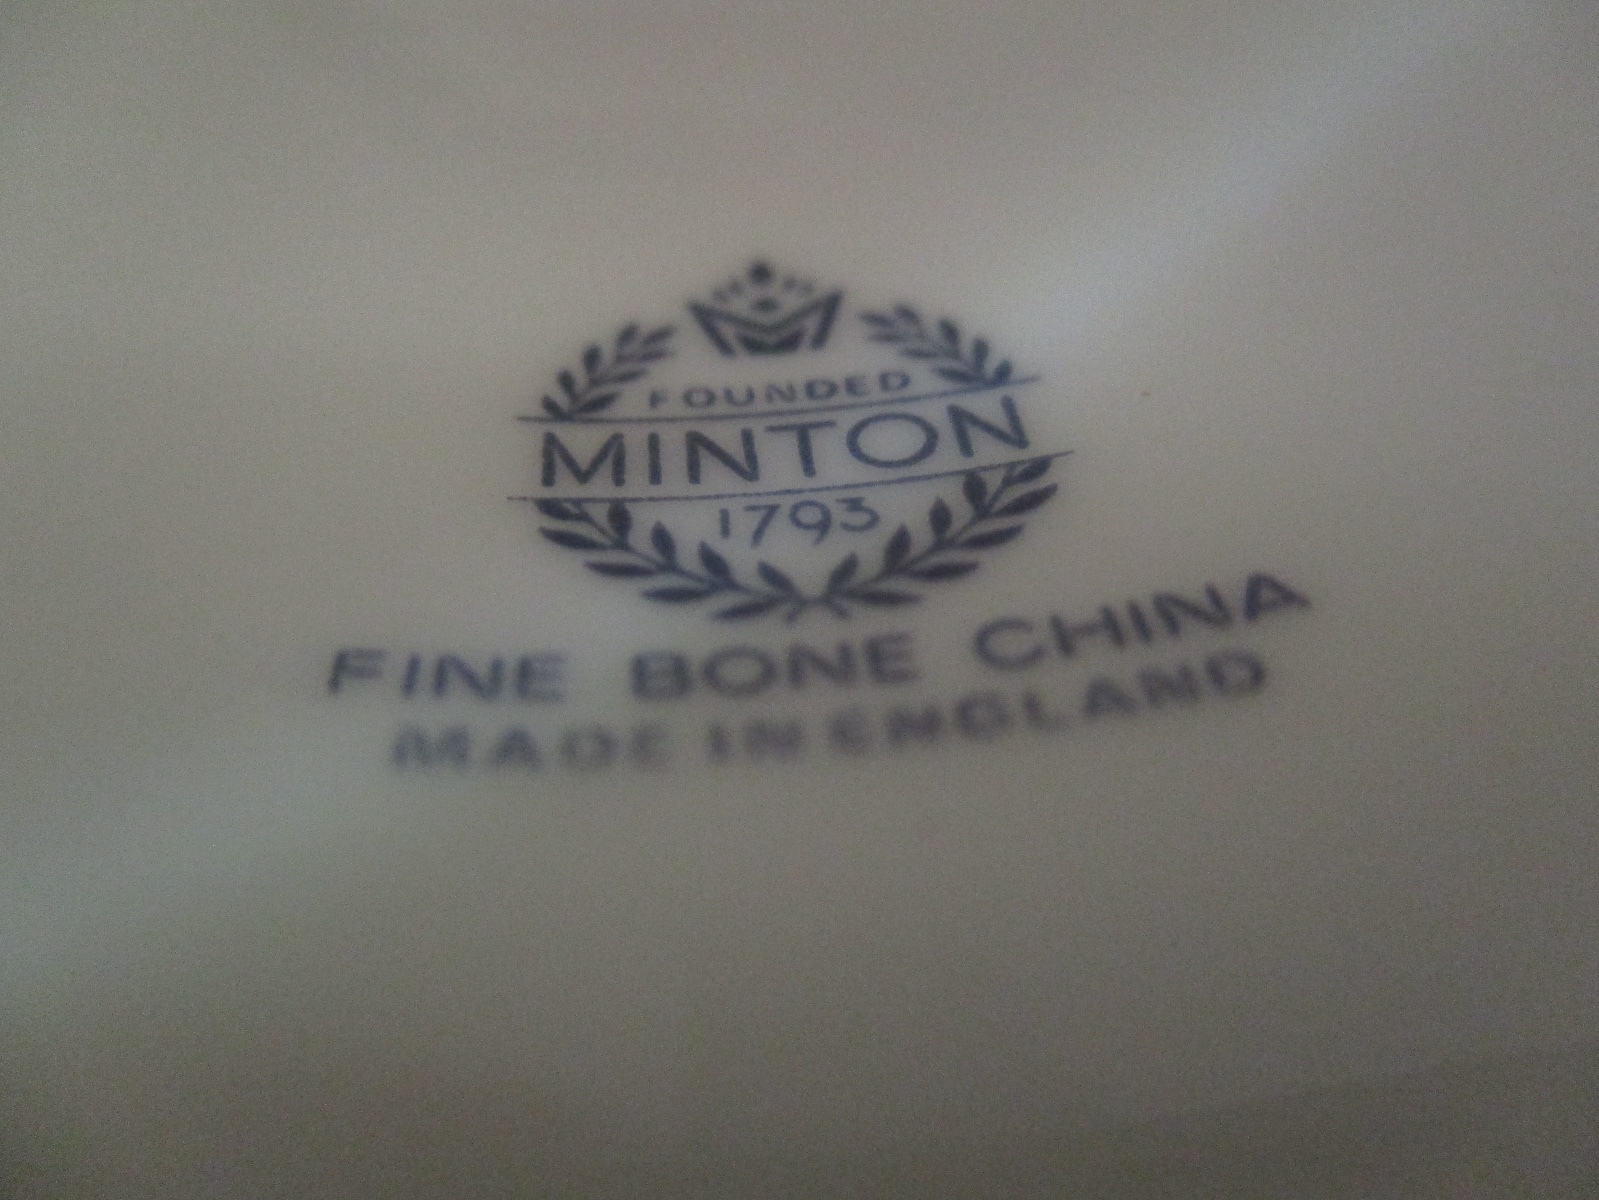 FOUNDED
MINTON
1793
FINE BONE CHINA
MADE IN ENGLAND